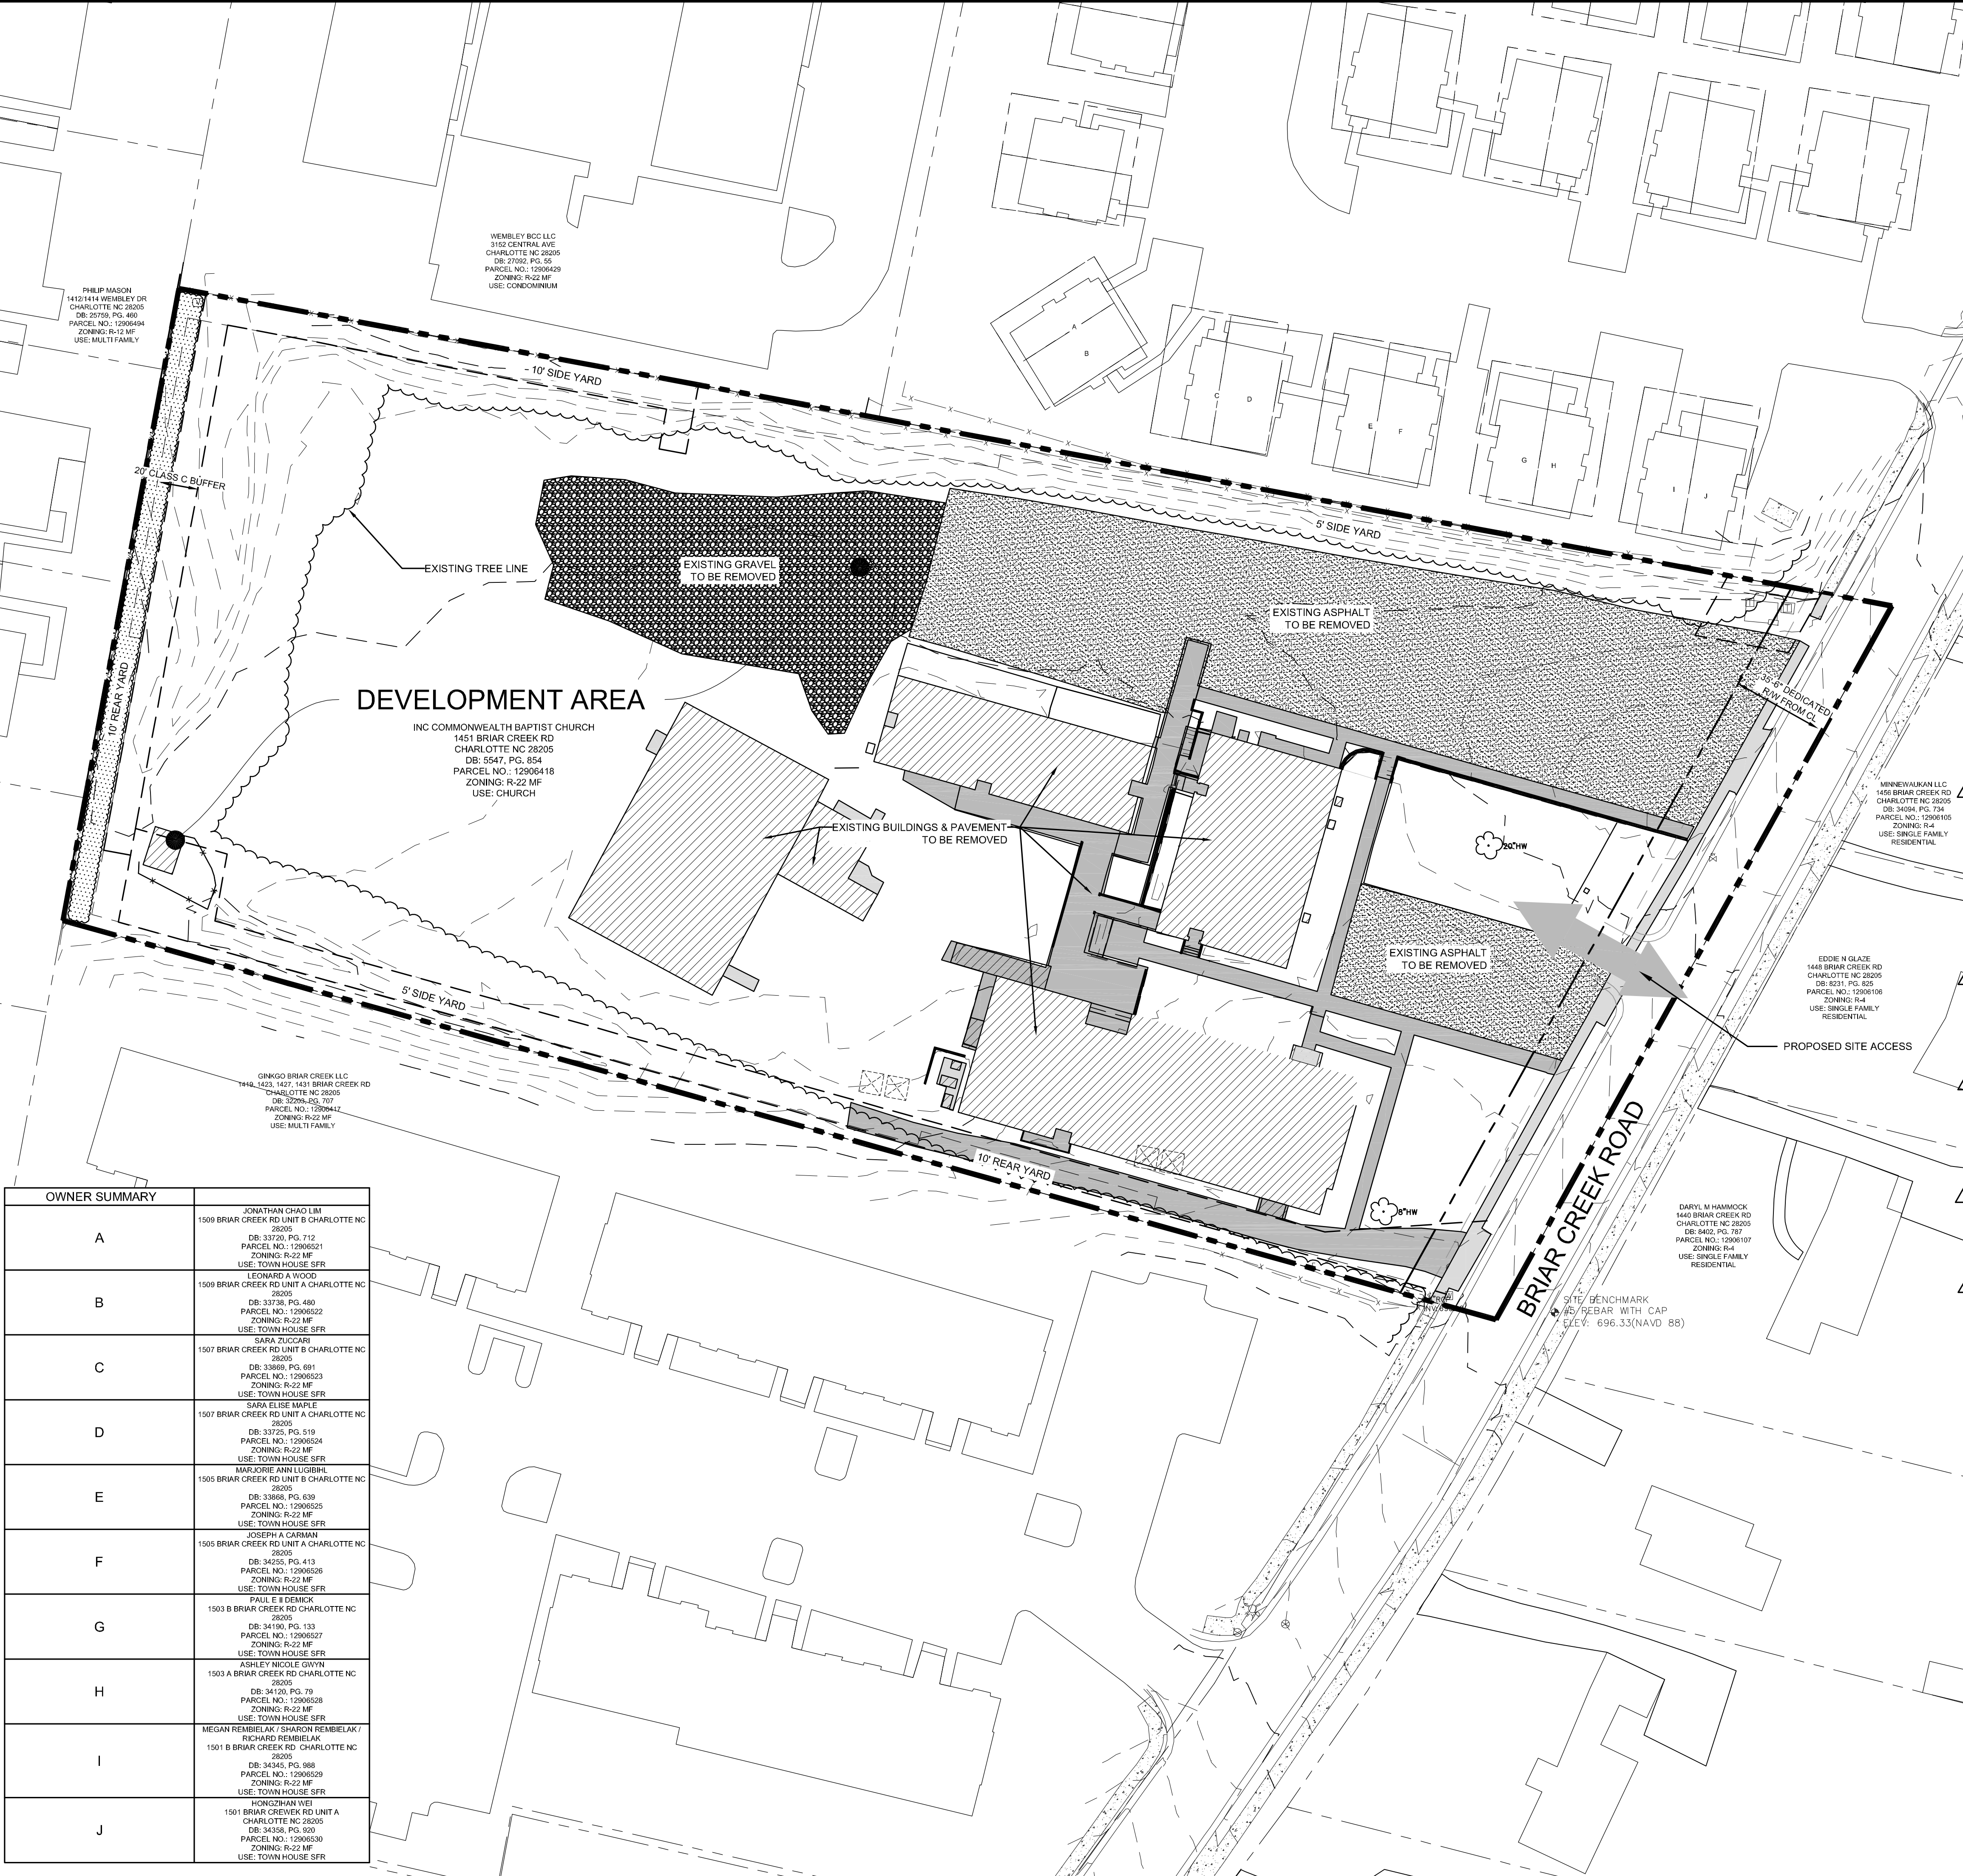 WEMBLEY BCC LLC
3152 CENTRAL AVE
CHARLOTTE NC 28205
DB: 27092, PG. 55
PARCEL NO.: 12906429
ZONING: R-22 MF
USE: CONDOMINIUM
PHILIP MASON
1412/1414 WEMBLEY DR
CHARLOTTE NC 28205
DB: 25759, PG. 460
PARCEL NO.: 12906494
ZONING: R-12 MF
USE: MULTI FAMILY
A
B
C
D
E
F
G
H
I
J
10' SIDE YARD
20' CLASS C BUFFER
5' SIDE YARD
EXISTING TREE LINE
EXISTING GRAVEL
TO BE REMOVED
EXISTING ASPHALT
TO BE REMOVED
10' REAR YARD
35'-6" DEDICATED
R/W FROM CL
DEVELOPMENT AREA
INC COMMONWEALTH BAPTIST CHURCH
1451 BRIAR CREEK RD
CHARLOTTE NC 28205
DB: 5547, PG. 854
PARCEL NO.: 12906418
ZONING: R-22 MF
USE: CHURCH
EXISTING BUILDINGS & PAVEMENT
TO BE REMOVED
20"HW
MINNEWAUKAN LLC
1456 BRIAR CREEK RD
CHARLOTTE NC 28205
DB: 34094, PG. 734
PARCEL NO.: 12906105
ZONING: R-4
USE: SINGLE FAMILY
RESIDENTIAL
EXISTING ASPHALT
TO BE REMOVED
EDDIE N GLAZE
1448 BRIAR CREEK RD
CHARLOTTE NC 28205
DB: 8231, PG. 825
PARCEL NO.: 12906106
ZONING: R-4
USE: SINGLE FAMILY
RESIDENTIAL
5' SIDE YARD
PROPOSED SITE ACCESS
GINKGO BRIAR CREEK LLC
1419, 1423, 1427, 1431 BRIAR CREEK RD
CHARLOTTE NC 28205
DB: 32203, PG. 707
PARCEL NO.: 12906417
ZONING: R-22 MF
USE: MULTI FAMILY
10' REAR YARD
8"HW
BRIAR CREEK ROAD
DARYL M HAMMOCK
1440 BRIAR CREEK RD
CHARLOTTE NC 28205
DB: 8402, PG. 787
PARCEL NO.: 12906107
ZONING: R-4
USE: SINGLE FAMILY
RESIDENTIAL
SITE BENCHMARK
#5 REBAR WITH CAP
ELEV: 696.33(NAVD 88)
OWNER SUMMARY
A
JONATHAN CHAO LIM
1509 BRIAR CREEK RD UNIT B CHARLOTTE NC
28205
DB: 33720, PG. 712
PARCEL NO.: 12906521
ZONING: R-22 MF
USE: TOWN HOUSE SFR
B
LEONARD A WOOD
1509 BRIAR CREEK RD UNIT A CHARLOTTE NC
28205
DB: 33738, PG. 480
PARCEL NO.: 12906522
ZONING: R-22 MF
USE: TOWN HOUSE SFR
C
SARA ZUCCARI
1507 BRIAR CREEK RD UNIT B CHARLOTTE NC
28205
DB: 33869, PG. 691
PARCEL NO.: 12906523
ZONING: R-22 MF
USE: TOWN HOUSE SFR
D
SARA ELISE MAPLE
1507 BRIAR CREEK RD UNIT A CHARLOTTE NC
28205
DB: 33725, PG. 519
PARCEL NO.: 12906524
ZONING: R-22 MF
USE: TOWN HOUSE SFR
E
MARJORIE ANN LUGIBIHL
1505 BRIAR CREEK RD UNIT B CHARLOTTE NC
28205
DB: 33868, PG. 639
PARCEL NO.: 12906525
ZONING: R-22 MF
USE: TOWN HOUSE SFR
F
JOSEPH A CARMAN
1505 BRIAR CREEK RD UNIT A CHARLOTTE NC
28205
DB: 34255, PG. 413
PARCEL NO.: 12906526
ZONING: R-22 MF
USE: TOWN HOUSE SFR
G
PAUL E II DEMICK
1503 B BRIAR CREEK RD CHARLOTTE NC
28205
DB: 34190, PG. 133
PARCEL NO.: 12906527
ZONING: R-22 MF
USE: TOWN HOUSE SFR
H
ASHLEY NICOLE GWYN
1503 A BRIAR CREEK RD CHARLOTTE NC
28205
DB: 34120, PG. 79
PARCEL NO.: 12906528
ZONING: R-22 MF
USE: TOWN HOUSE SFR
I
MEGAN REMBIELAK / SHARON REMBIELAK /
RICHARD REMBIELAK
1501 B BRIAR CREEK RD CHARLOTTE NC
28205
DB: 34345, PG. 988
PARCEL NO.: 12906529
ZONING: R-22 MF
USE: TOWN HOUSE SFR
J
HONGZIHAN WEI
1501 BRIAR CREWEK RD UNIT A
CHARLOTTE NC 28205
DB: 34358, PG. 920
PARCEL NO.: 12906530
ZONING: R-22 MF
USE: TOWN HOUSE SFR